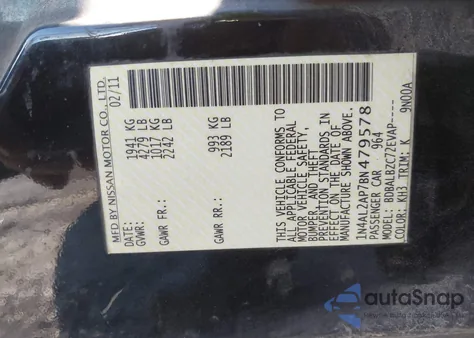 MFD BY NISSAN MOTOR CO., LTD.
02/11
GVWR: 1941 KG
4279 LB
GAWR FR: 1017 KG
2242 LB
GAWR RR: 993 KG
2189 LB
THIS VEHICLE CONFORMS TO
ALL APPLICABLE FEDERAL
MOTOR VEHICLE SAFETY,
BUMPER, AND THEFT
PREVENTION STANDARDS IN
EFFECT ON THE DATE OF
MANUFACTURE SHOWN ABOVE.
1N4AL2AP7BN479578
PASSENGER CAR 964
MODEL: BDBALBZC72EVAP----
COLOR: KH3 TRIM: K 9N00A
autaSnap